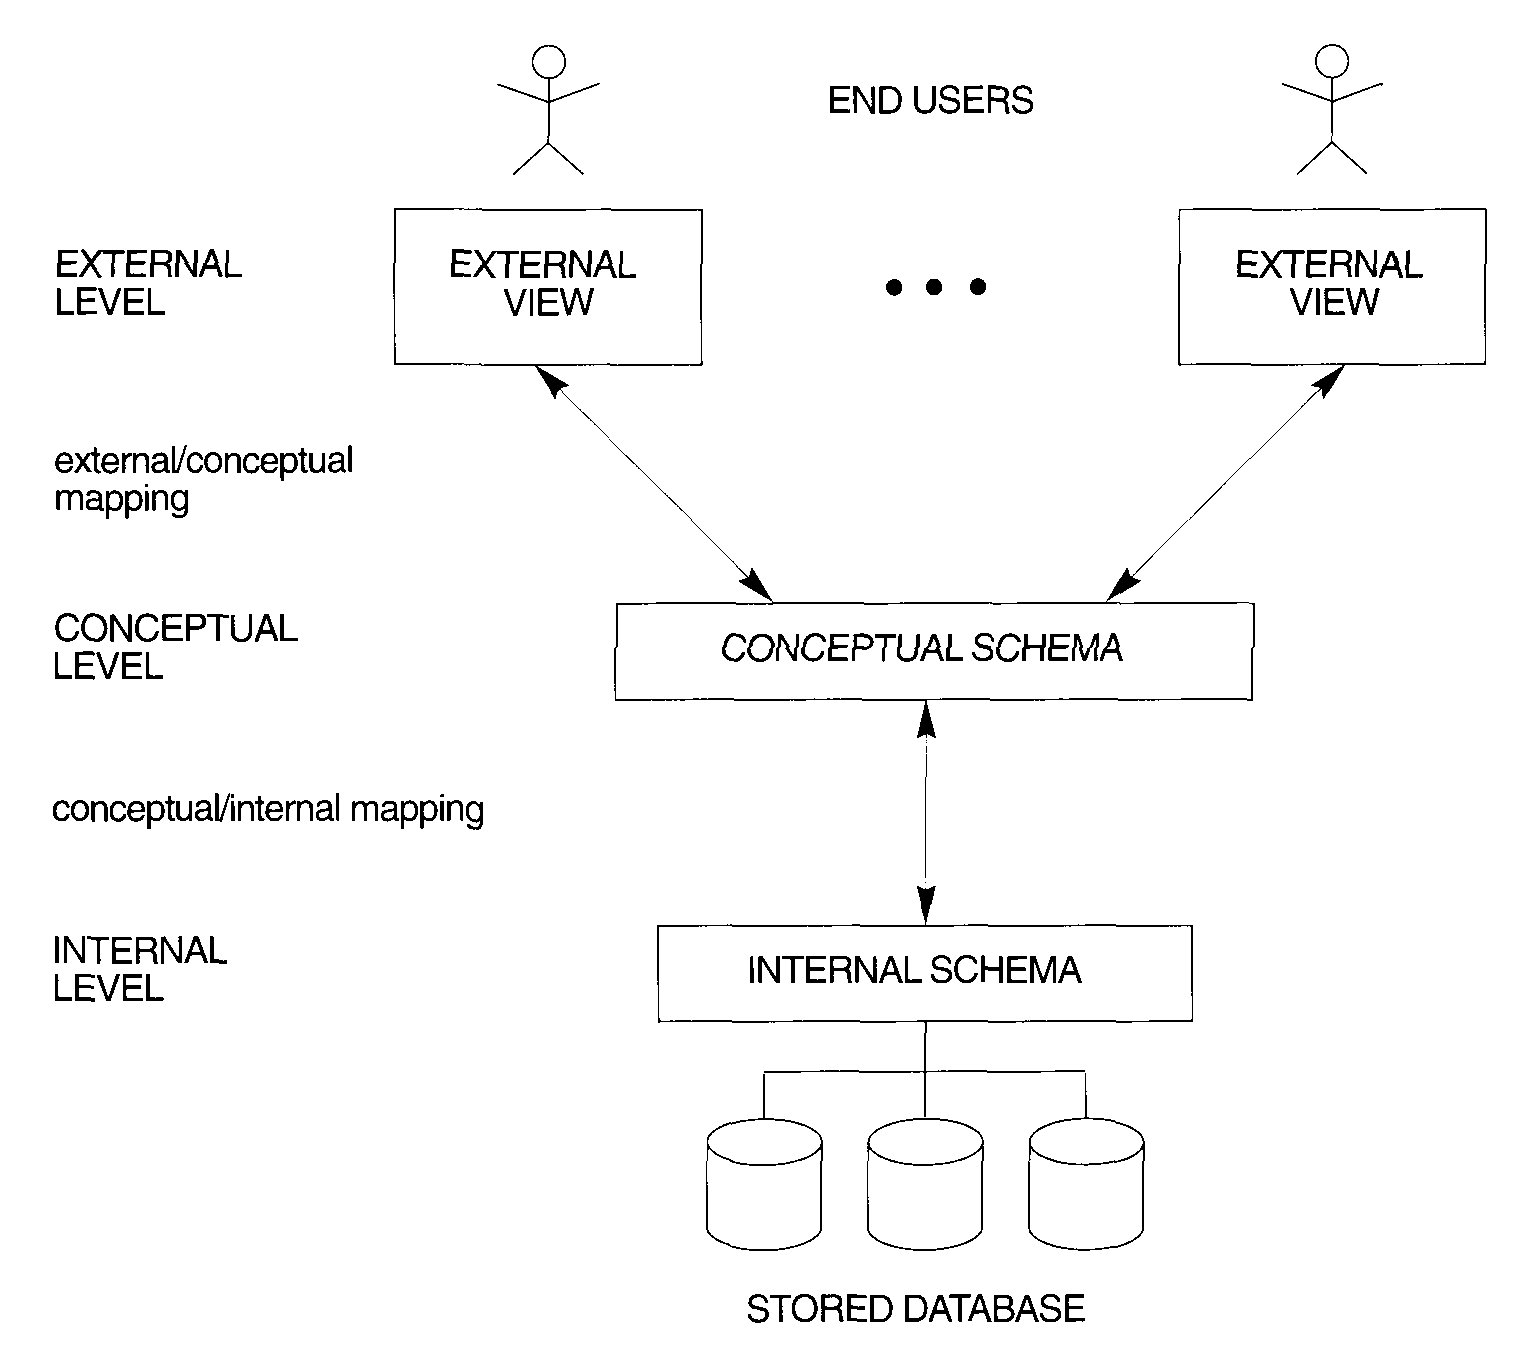 END USERS
EXTERNAL
LEVEL
EXTERNAL
VIEW
EXTERNAL
VIEW
external/conceptual
mapping
CONCEPTUAL
LEVEL
CONCEPTUAL SCHEMA
conceptual/internal mapping
INTERNAL
LEVEL
INTERNAL SCHEMA
STORED DATABASE